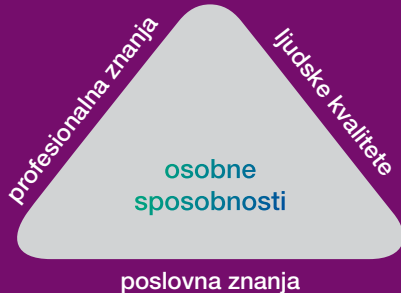 profesionalna znanja
ljudske kvalitete
osobne
sposobnosti
poslovna znanja